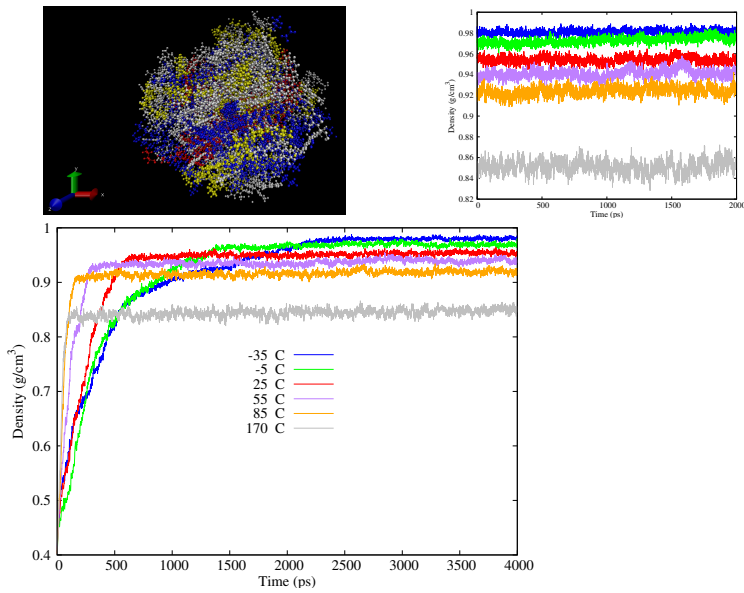 Y
X
Z
1
0.98
0.96
0.94
0.92
0.9
0.88
0.86
0.84
0.82
Density (g/cm3)
0 500 1000 1500 2000
Time (ps)
1
0.9
0.8
0.7
0.6
0.5
0.4
Density (g/cm3)
-35 C
-5 C
25 C
55 C
85 C
170 C
0 500 1000 1500 2000 2500 3000 3500 4000
Time (ps)